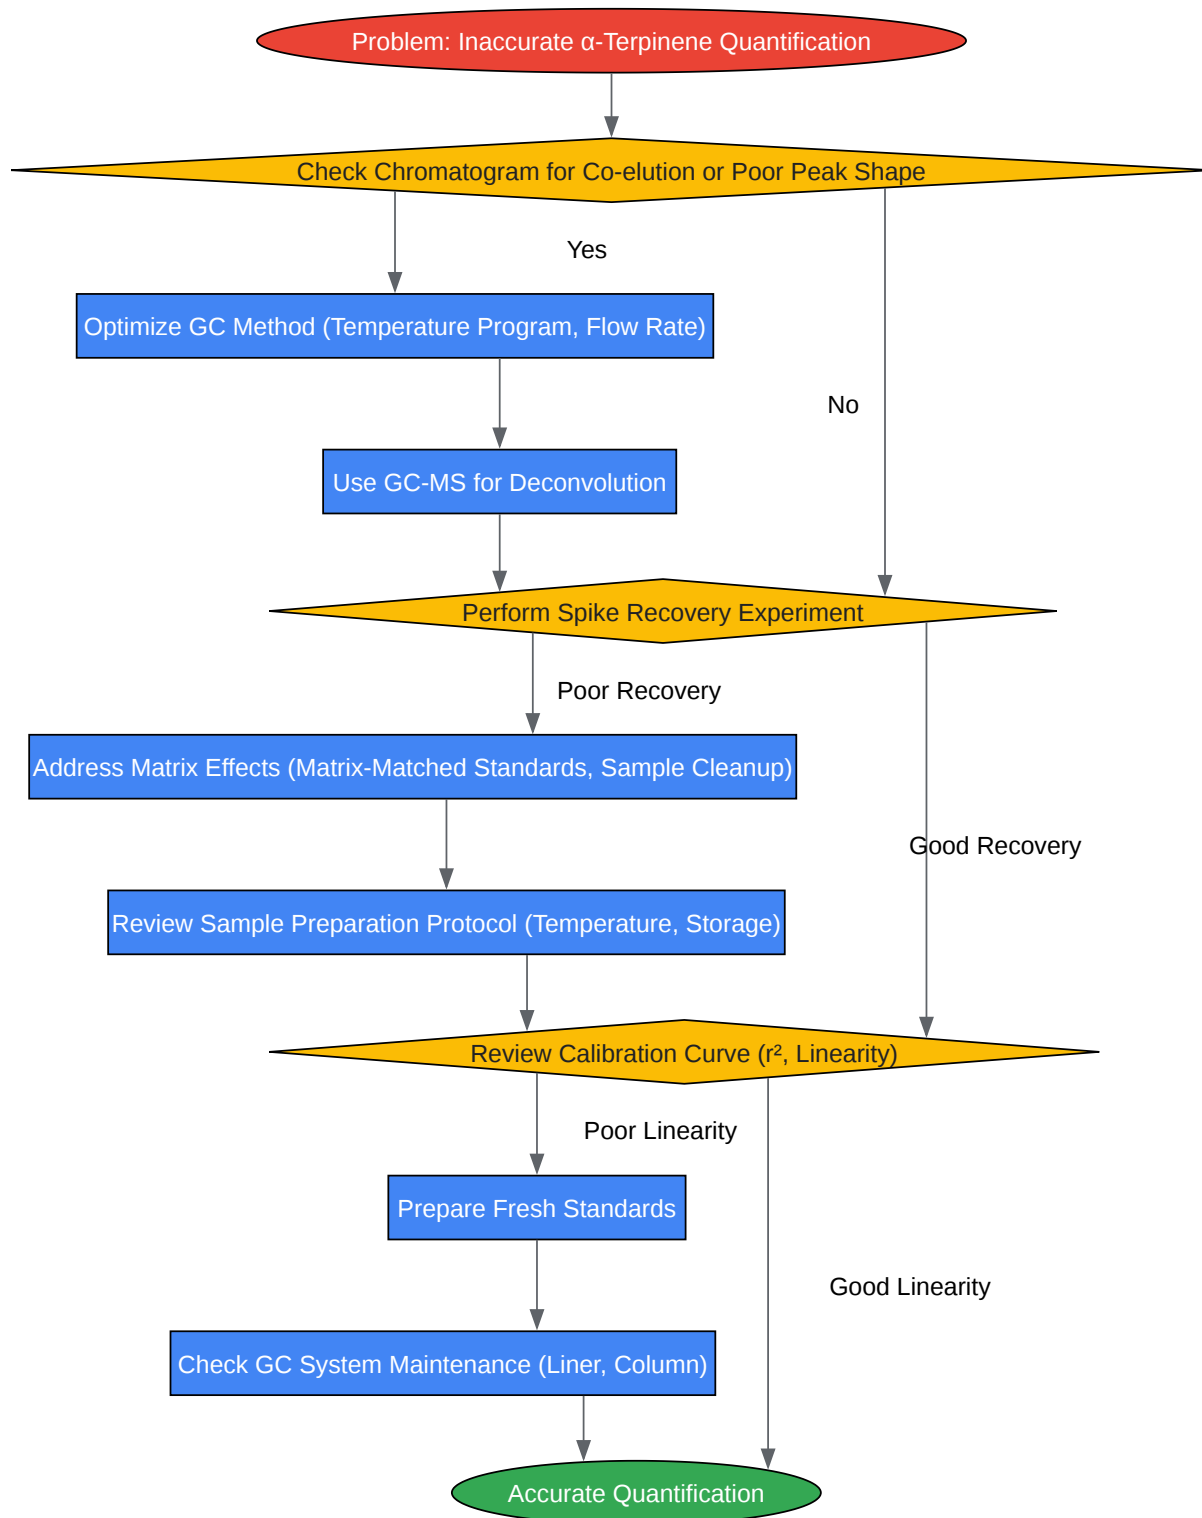 Problem: Inaccurate α-Terpinene Quantification
Check Chromatogram for Co-elution or Poor Peak Shape
Yes
Optimize GC Method (Temperature Program, Flow Rate)
No
Use GC-MS for Deconvolution
Perform Spike Recovery Experiment
Poor Recovery
Address Matrix Effects (Matrix-Matched Standards, Sample Cleanup)
Good Recovery
Review Sample Preparation Protocol (Temperature, Storage)
Review Calibration Curve (r², Linearity)
Poor Linearity
Prepare Fresh Standards
Good Linearity
Check GC System Maintenance (Liner, Column)
Accurate Quantification